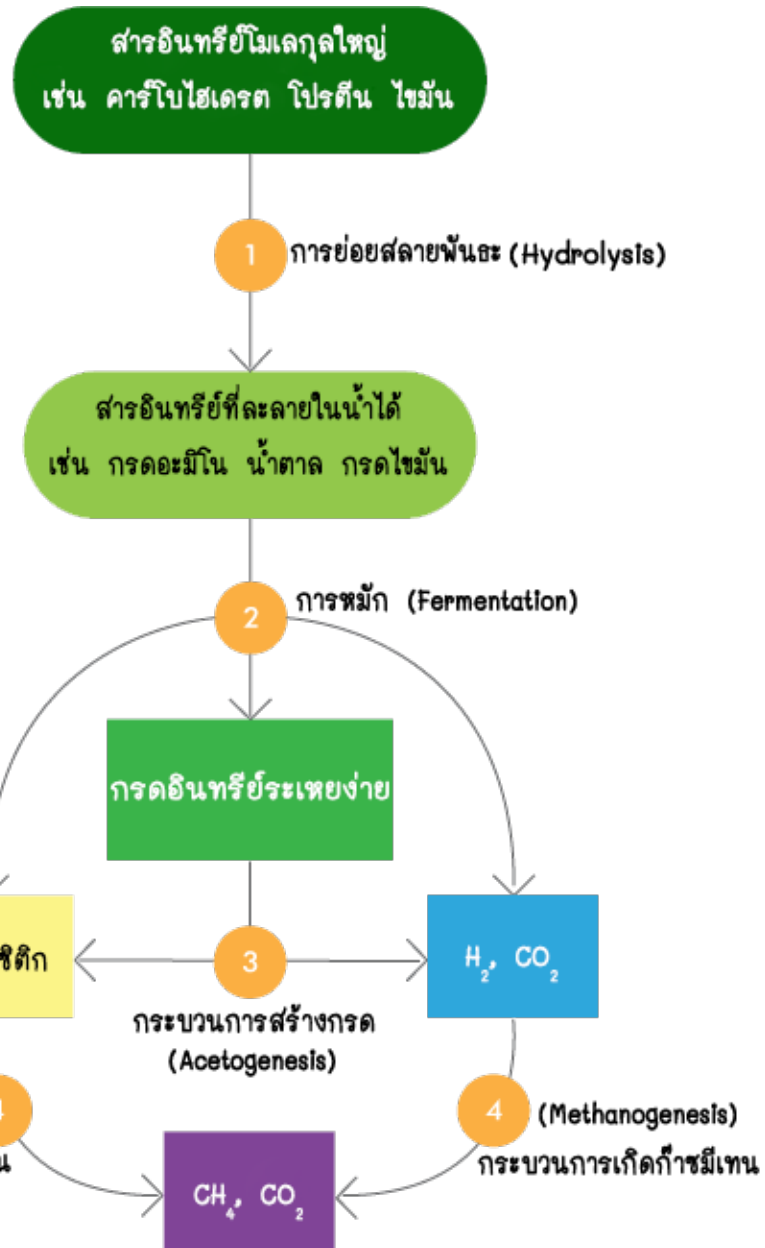 สารอินทรีย์โมเลกุลใหญ่
เช่น คาร์โบไฮเดรต โปรตีน ไขมัน
1
การย่อยสลายพันธะ (Hydrolysis)
สารอินทรีย์ที่ละลายในน้ำได้
เช่น กรดอะมิโน น้ำตาล กรดไขมัน
2
การหมัก (Fermentation)
กรดอินทรีย์ระเหยง่าย
ซิติก
3
H₂, CO₂
กระบวนการสร้างกรด
(Acetogenesis)
4
4
(Methanogenesis)
น
กระบวนการเกิดก๊าซมีเทน
CH₄, CO₂